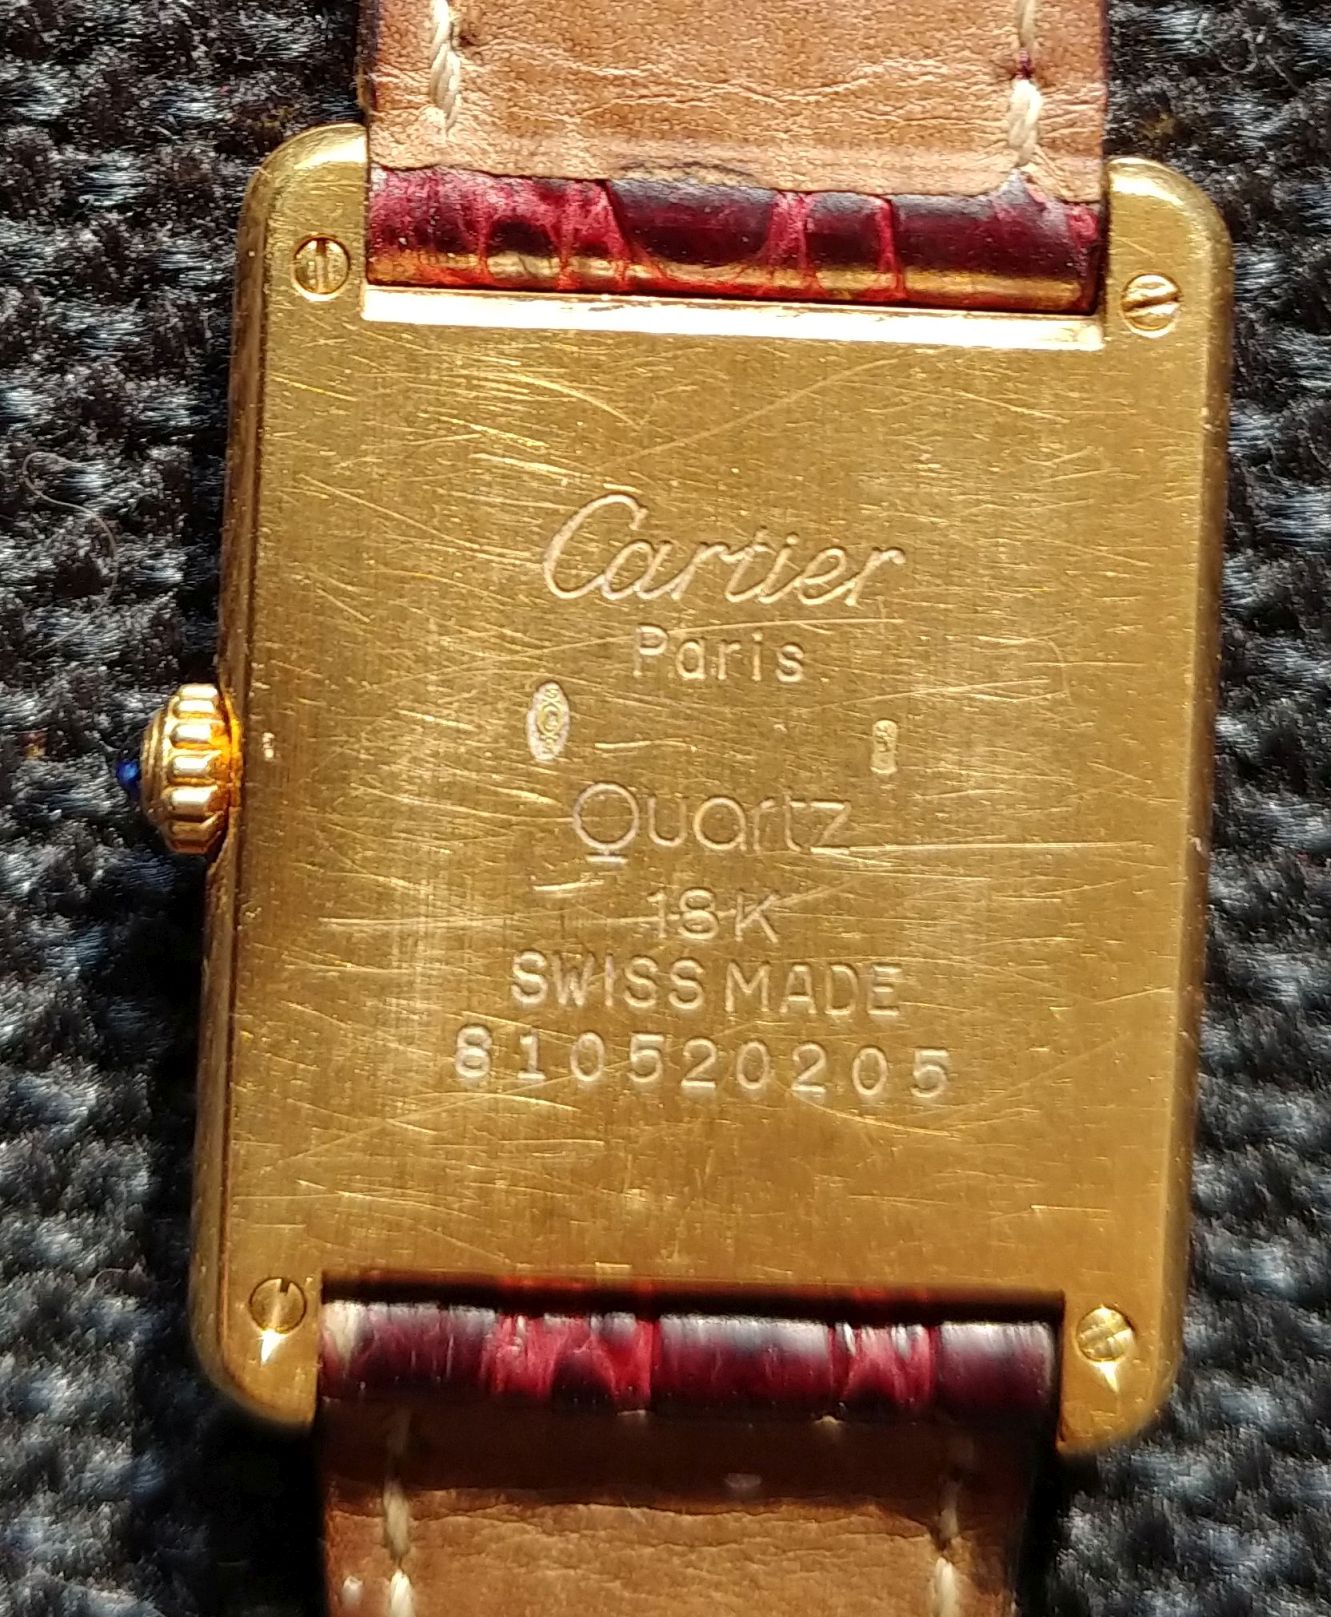 Cartier
Paris
Quartz
18K
SWISS MADE
810520205